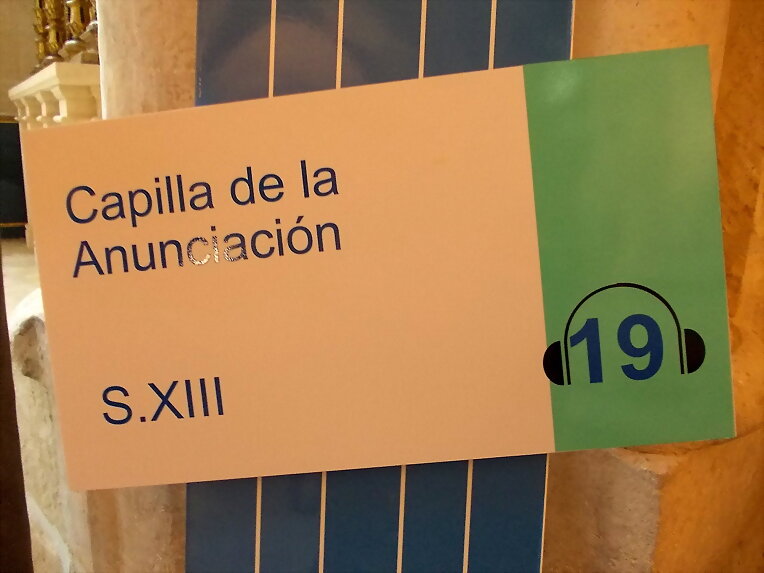 Capilla de la
Anunciación
S.XIII
19